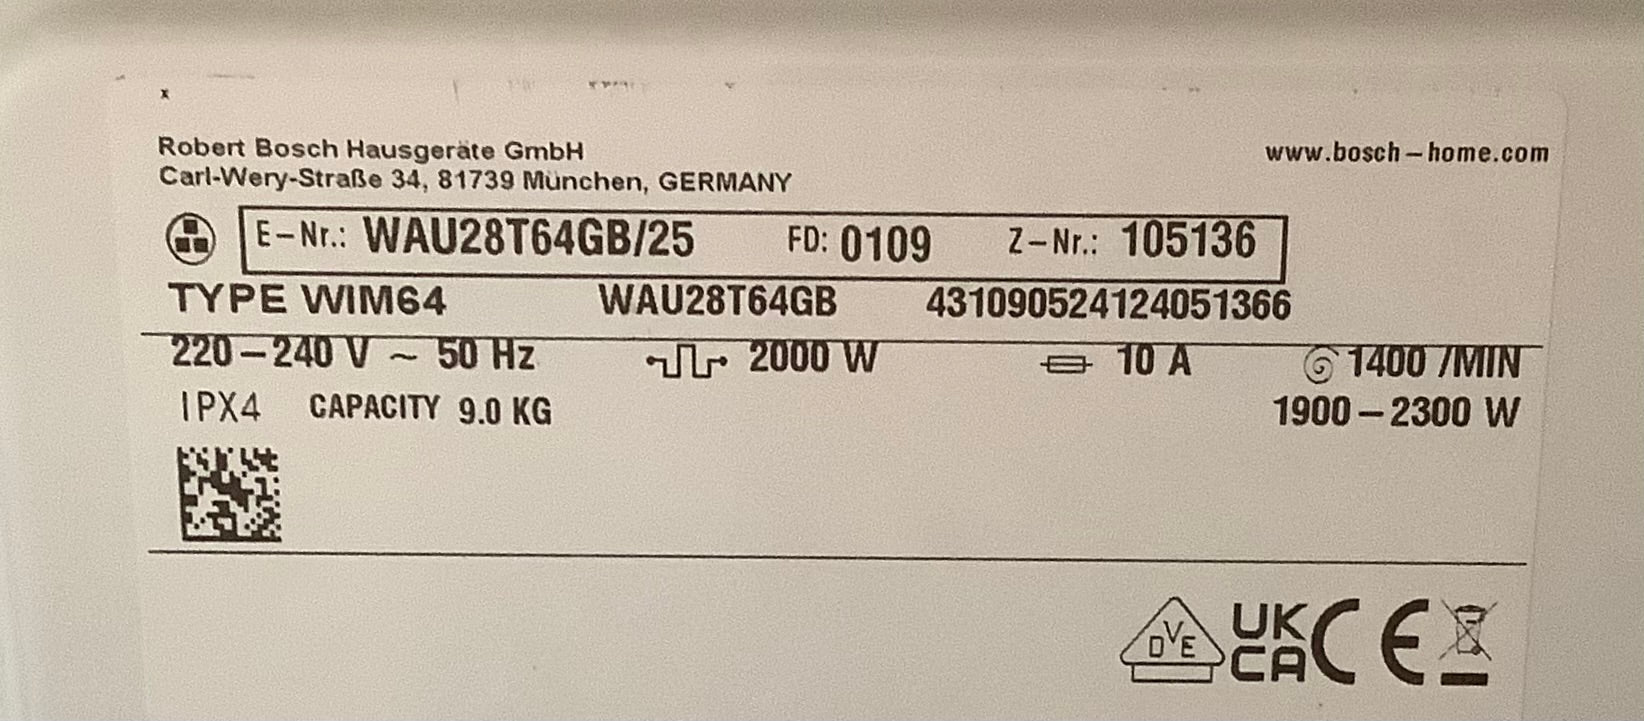 x
Robert Bosch Hausgeräte GmbH www.bosch-home.com
Carl-Wery-Straße 34, 81739 München, GERMANY
E-Nr.: WAU28T64GB/25 FD: 0109 Z-Nr.: 105136
TYPE WIM64 WAU28T64GB 431090524124051366
220-240 V ~ 50 Hz 2000 W 10 A 1400 /MIN
IPX4 CAPACITY 9.0 KG 1900-2300 W
DVE UK CA CE